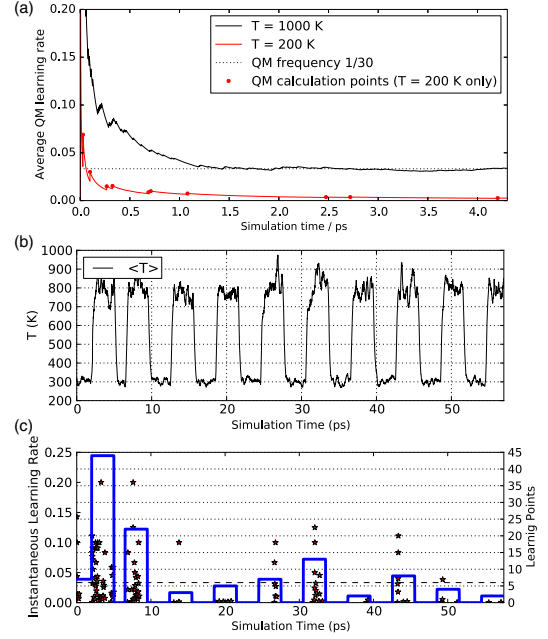 (a)
0.20
0.15
0.10
0.05
0.00
Average QM learning rate
T = 1000 K
T = 200 K
QM frequency 1/30
QM calculation points (T = 200 K only)
0.0 0.5 1.0 1.5 2.0 2.5 3.0 3.5 4.0
Simulation time / ps
(b)
1000
900
800
700
600
500
400
300
200
T (K)
<T>
0 10 20 30 40 50
Simulation Time (ps)
(c)
0.25
0.20
0.15
0.10
0.05
0.00
Instantaneous Learning Rate
45
40
35
30
25
20
15
10
5
0
Learnig Points
0 10 20 30 40 50
Simulation Time (ps)